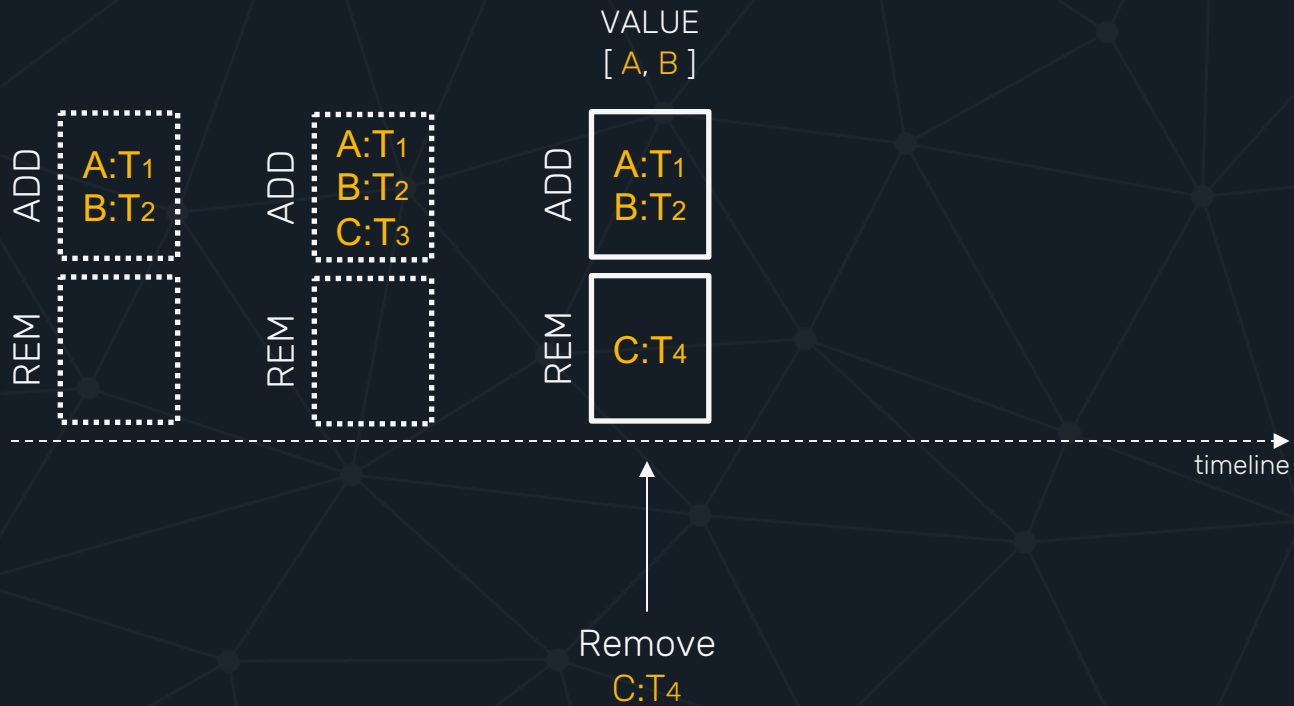 VALUE
[ A, B ]
ADD
A:T1
B:T2
REM
ADD
A:T1
B:T2
C:T3
REM
ADD
A:T1
B:T2
REM
C:T4
timeline
Remove
C:T4